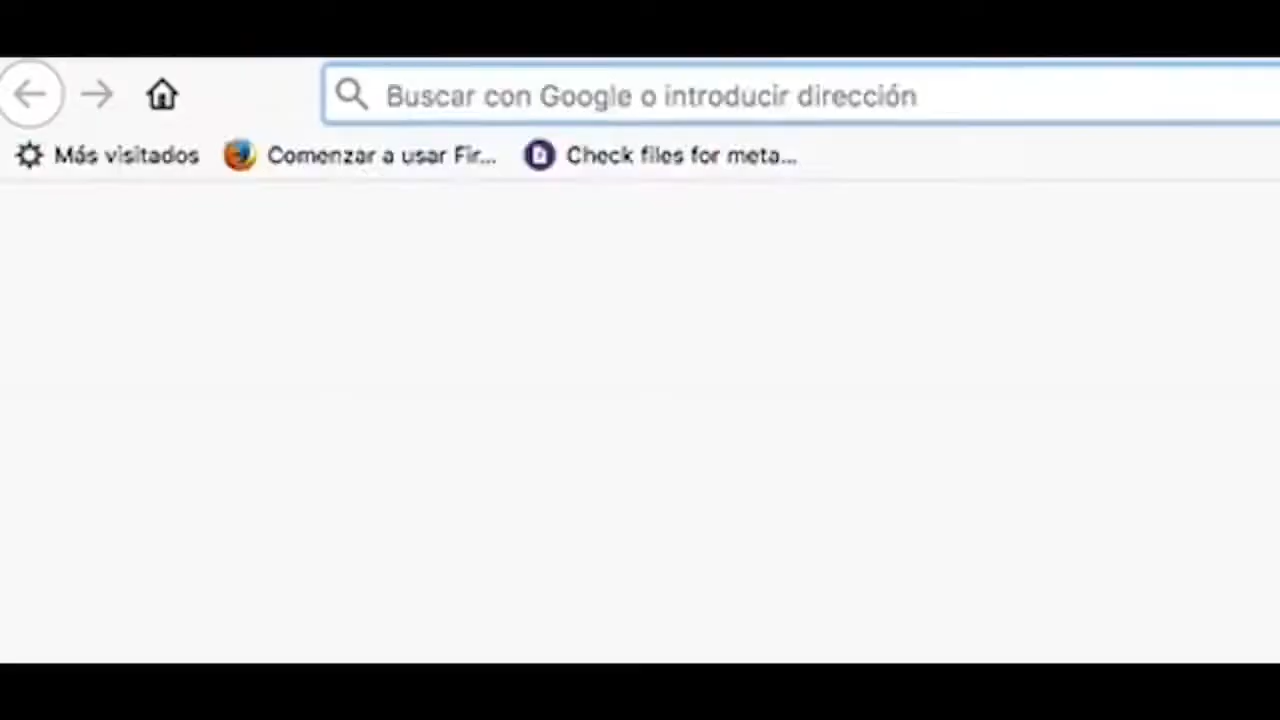 Buscar con Google o introducir dirección
Más visitados Comenzar a usar Fir... Check files for meta...